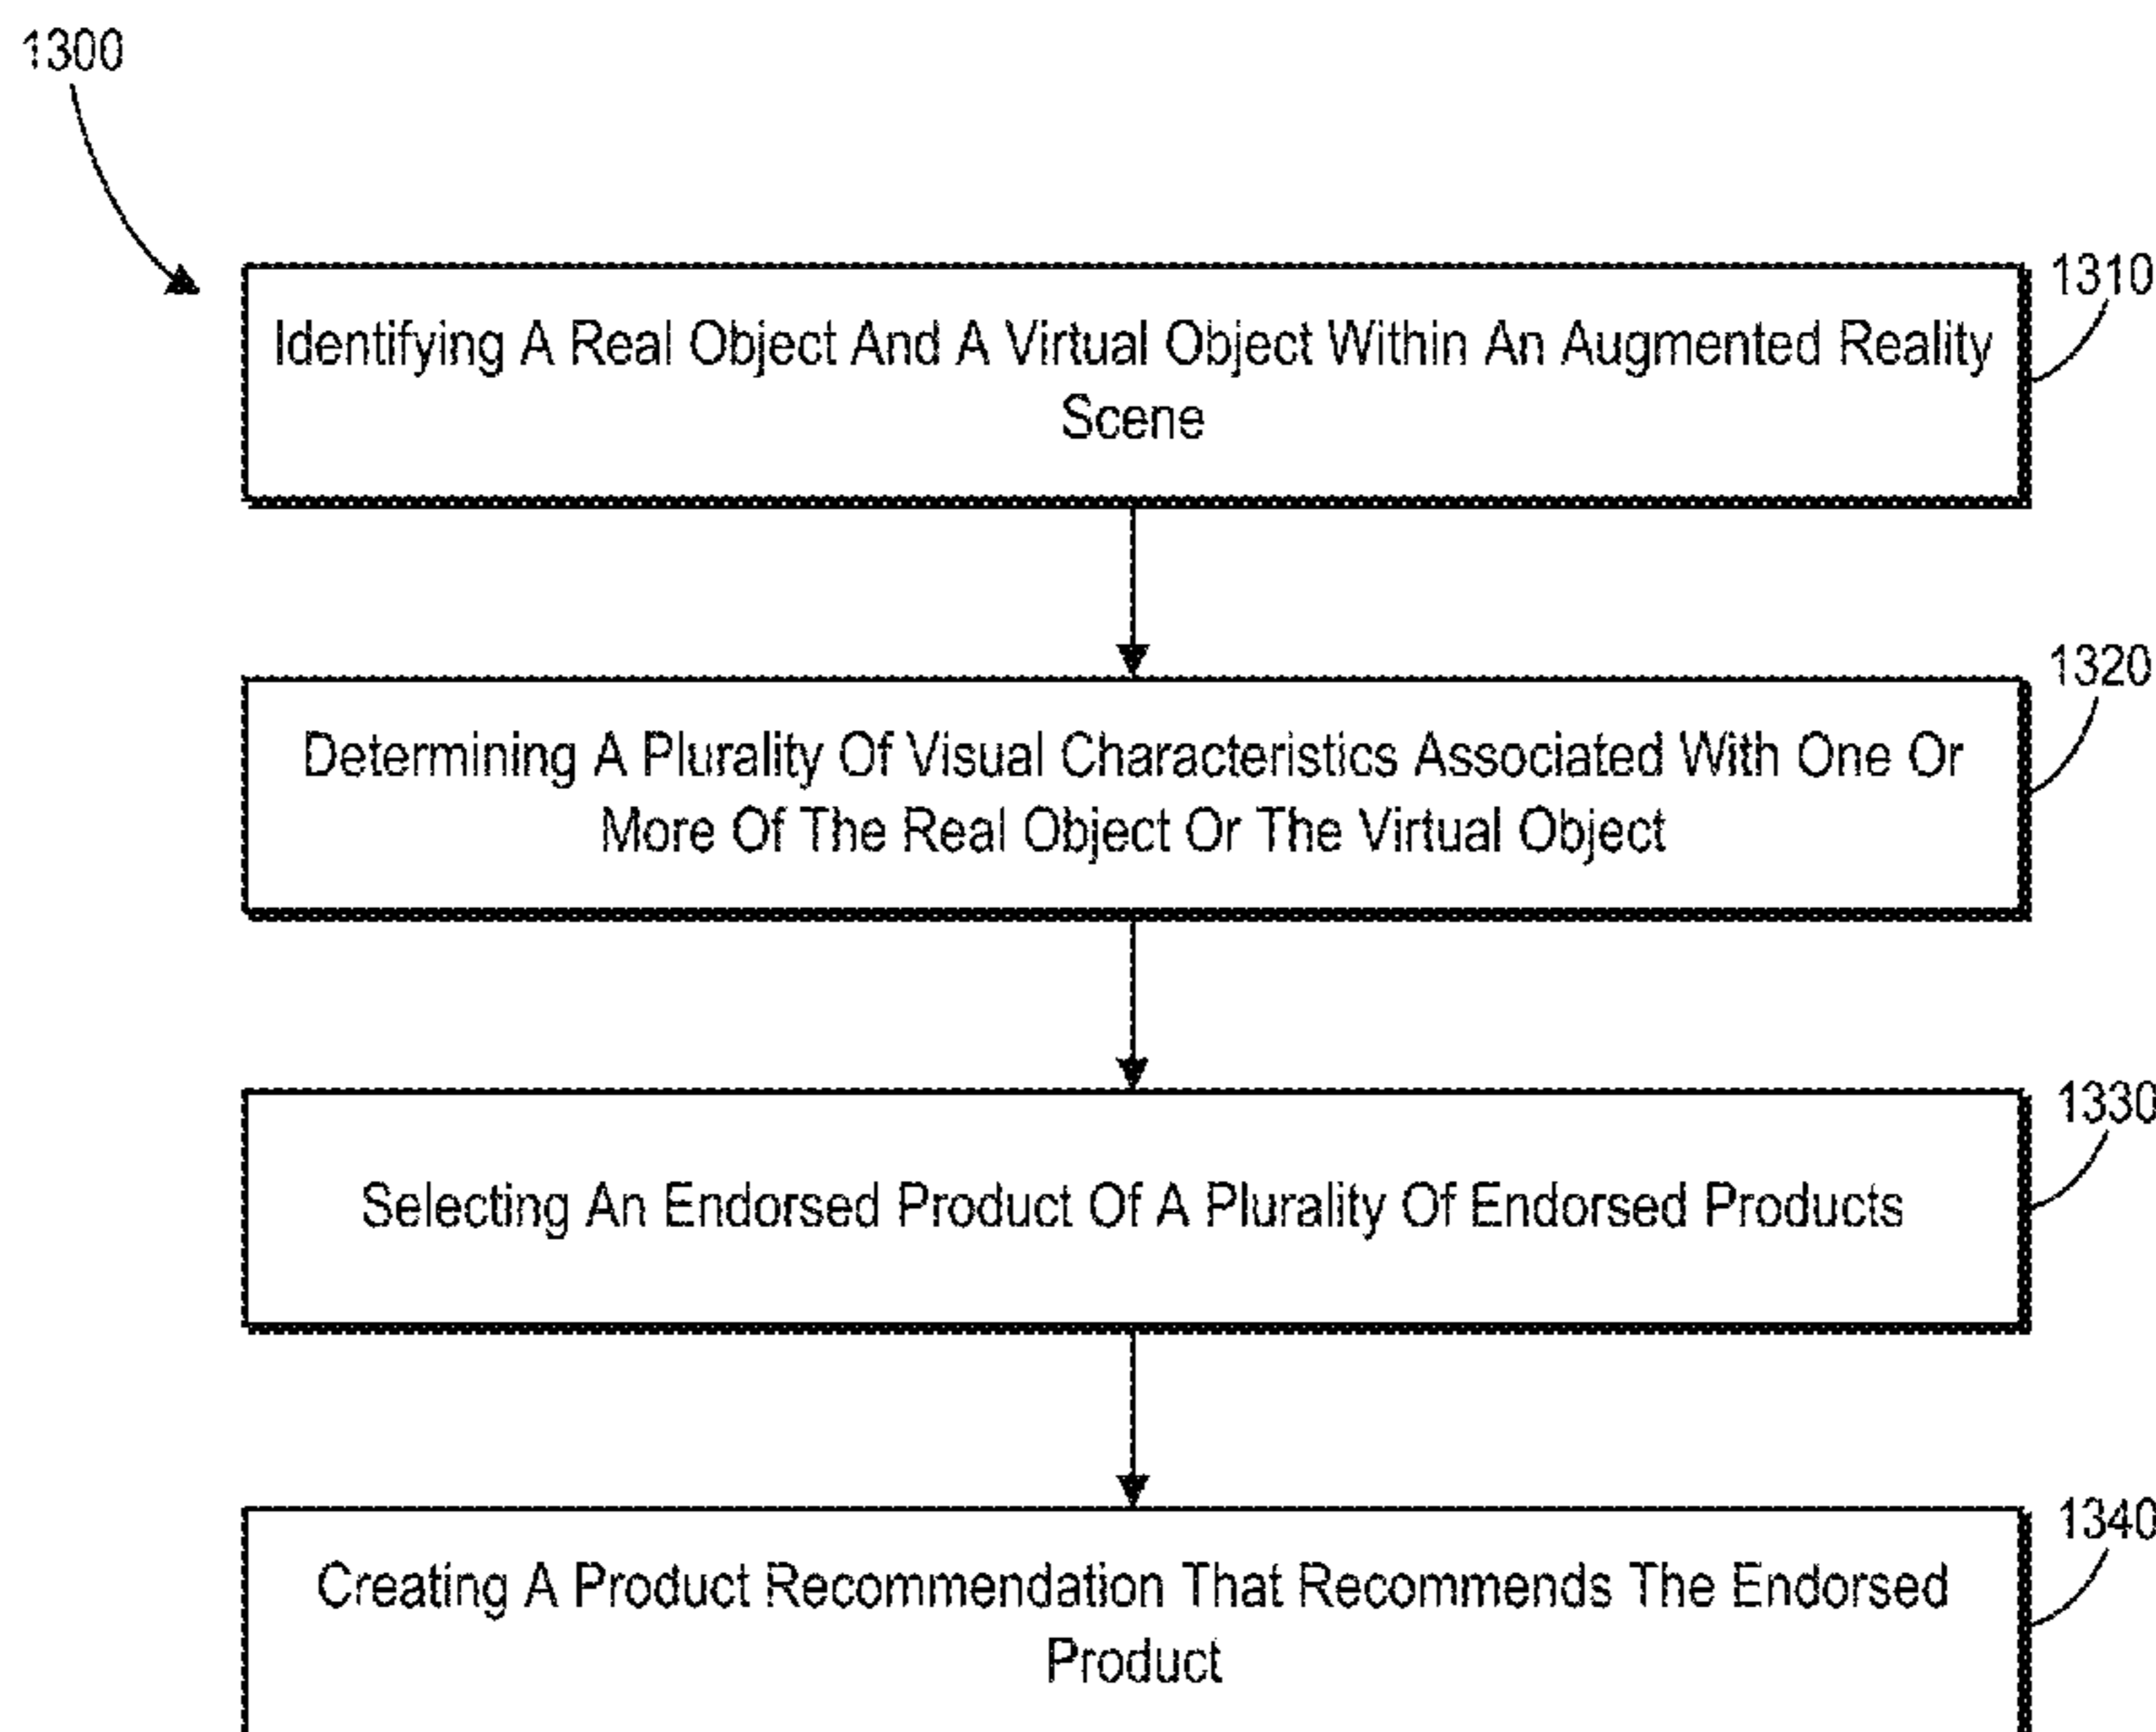 1300
1310
Identifying A Real Object And A Virtual Object Within An Augmented Reality
Scene
1320
Determining A Plurality Of Visual Characteristics Associated With One Or
More Of The Real Object Or The Virtual Object
1330
Selecting An Endorsed Product Of A Plurality Of Endorsed Products
1340
Creating A Product Recommendation That Recommends The Endorsed
Product